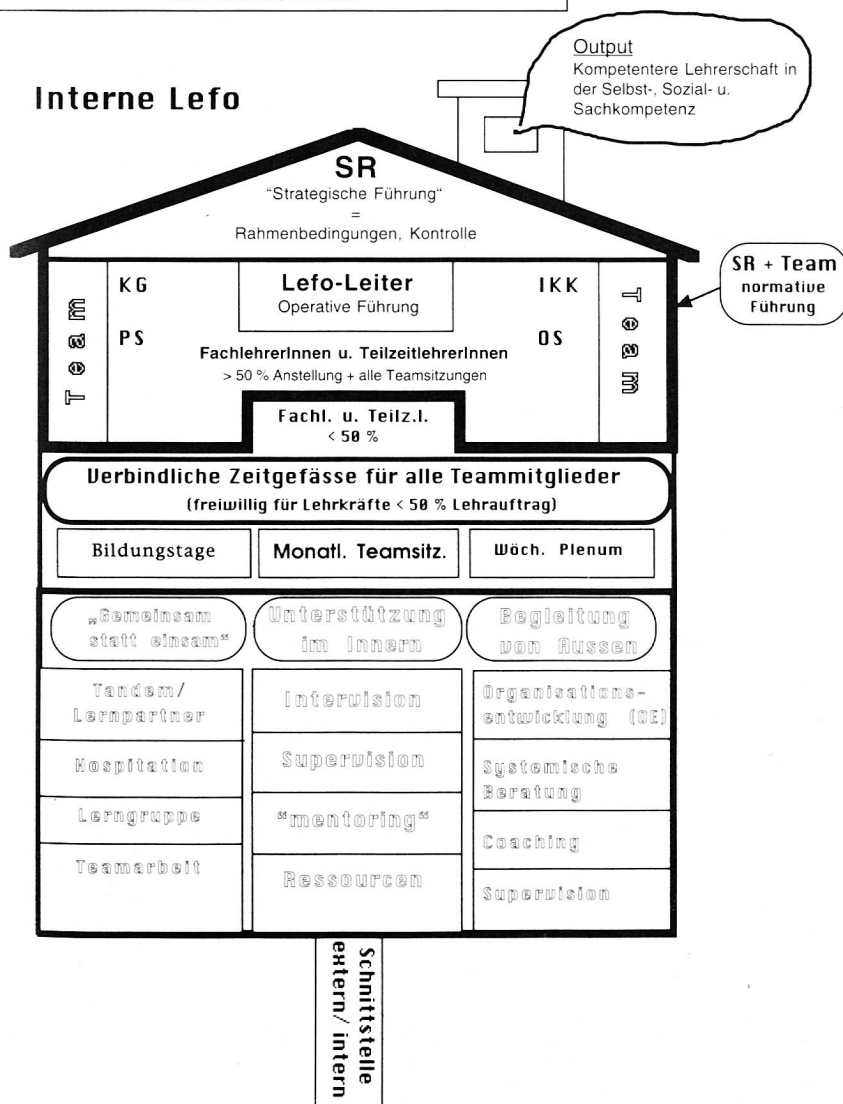 Interne Lefo
Output
Kompetentere Lehrerschaft in
der Selbst-, Sozial- u.
Sachkompetenz
SR
"Strategische Führung"
=
Rahmenbedingungen, Kontrolle
Team
KG
PS
Lefo-Leiter
Operative Führung
IKK
OS
Team
SR + Team
normative
Führung
FachlehrerInnen u. TeilzeitlehrerInnen
> 50 % Anstellung + alle Teamsitzungen
Fachl. u. Teilz.l.
< 50 %
Verbindliche Zeitgefässe für alle Teammitglieder
(freiwillig für Lehrkräfte < 50 % Lehrauftrag)
Bildungstage
Monatl. Teamsitz.
Wöch. Plenum
„Gemeinsam
statt einsam“
Tandem/
Lernpartner
Hospitation
Lerngruppe
Teamarbeit
Unterstützung
im Innern
Intervision
Supervision
"mentoring"
Ressourcen
Begleitung
von Aussen
Organisations-
entwicklung (OE)
Systemische
Beratung
Coaching
Supervision
Schnittstelle
extern/ intern